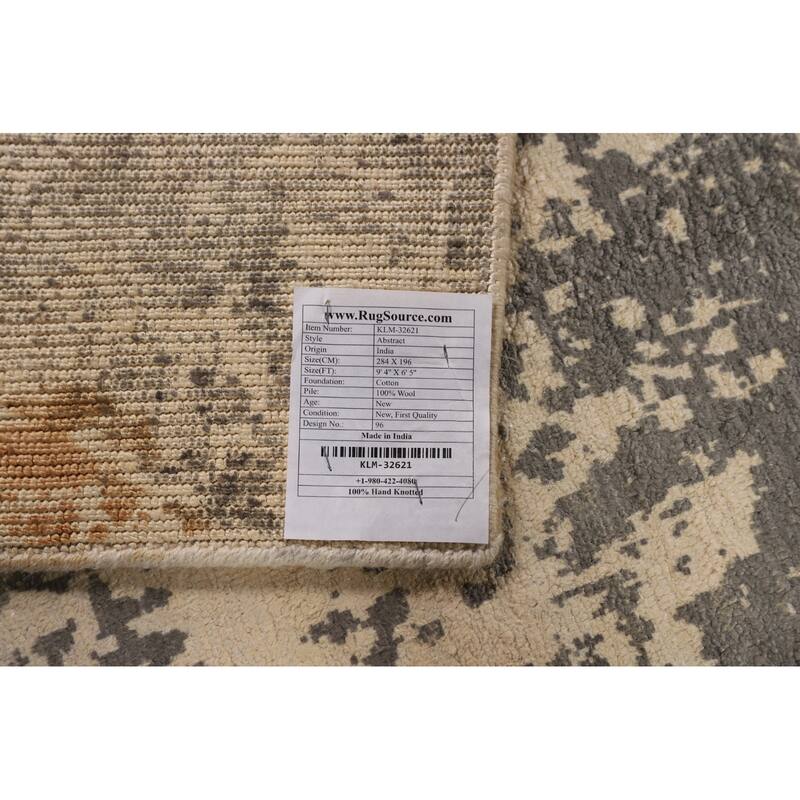 www.RugSource.com
Item Number: KLM-32621
Style Abstract
Origin India
Size(CM): 284 X 196
Size(FT): 9' 4" X 6' 5"
Foundation: Cotton
Pile: 100% Wool
Age: New
Condition: New, First Quality
Design No.: 96
Made in India
KLM-32621
+1-980-422-4080
100% Hand Knotted